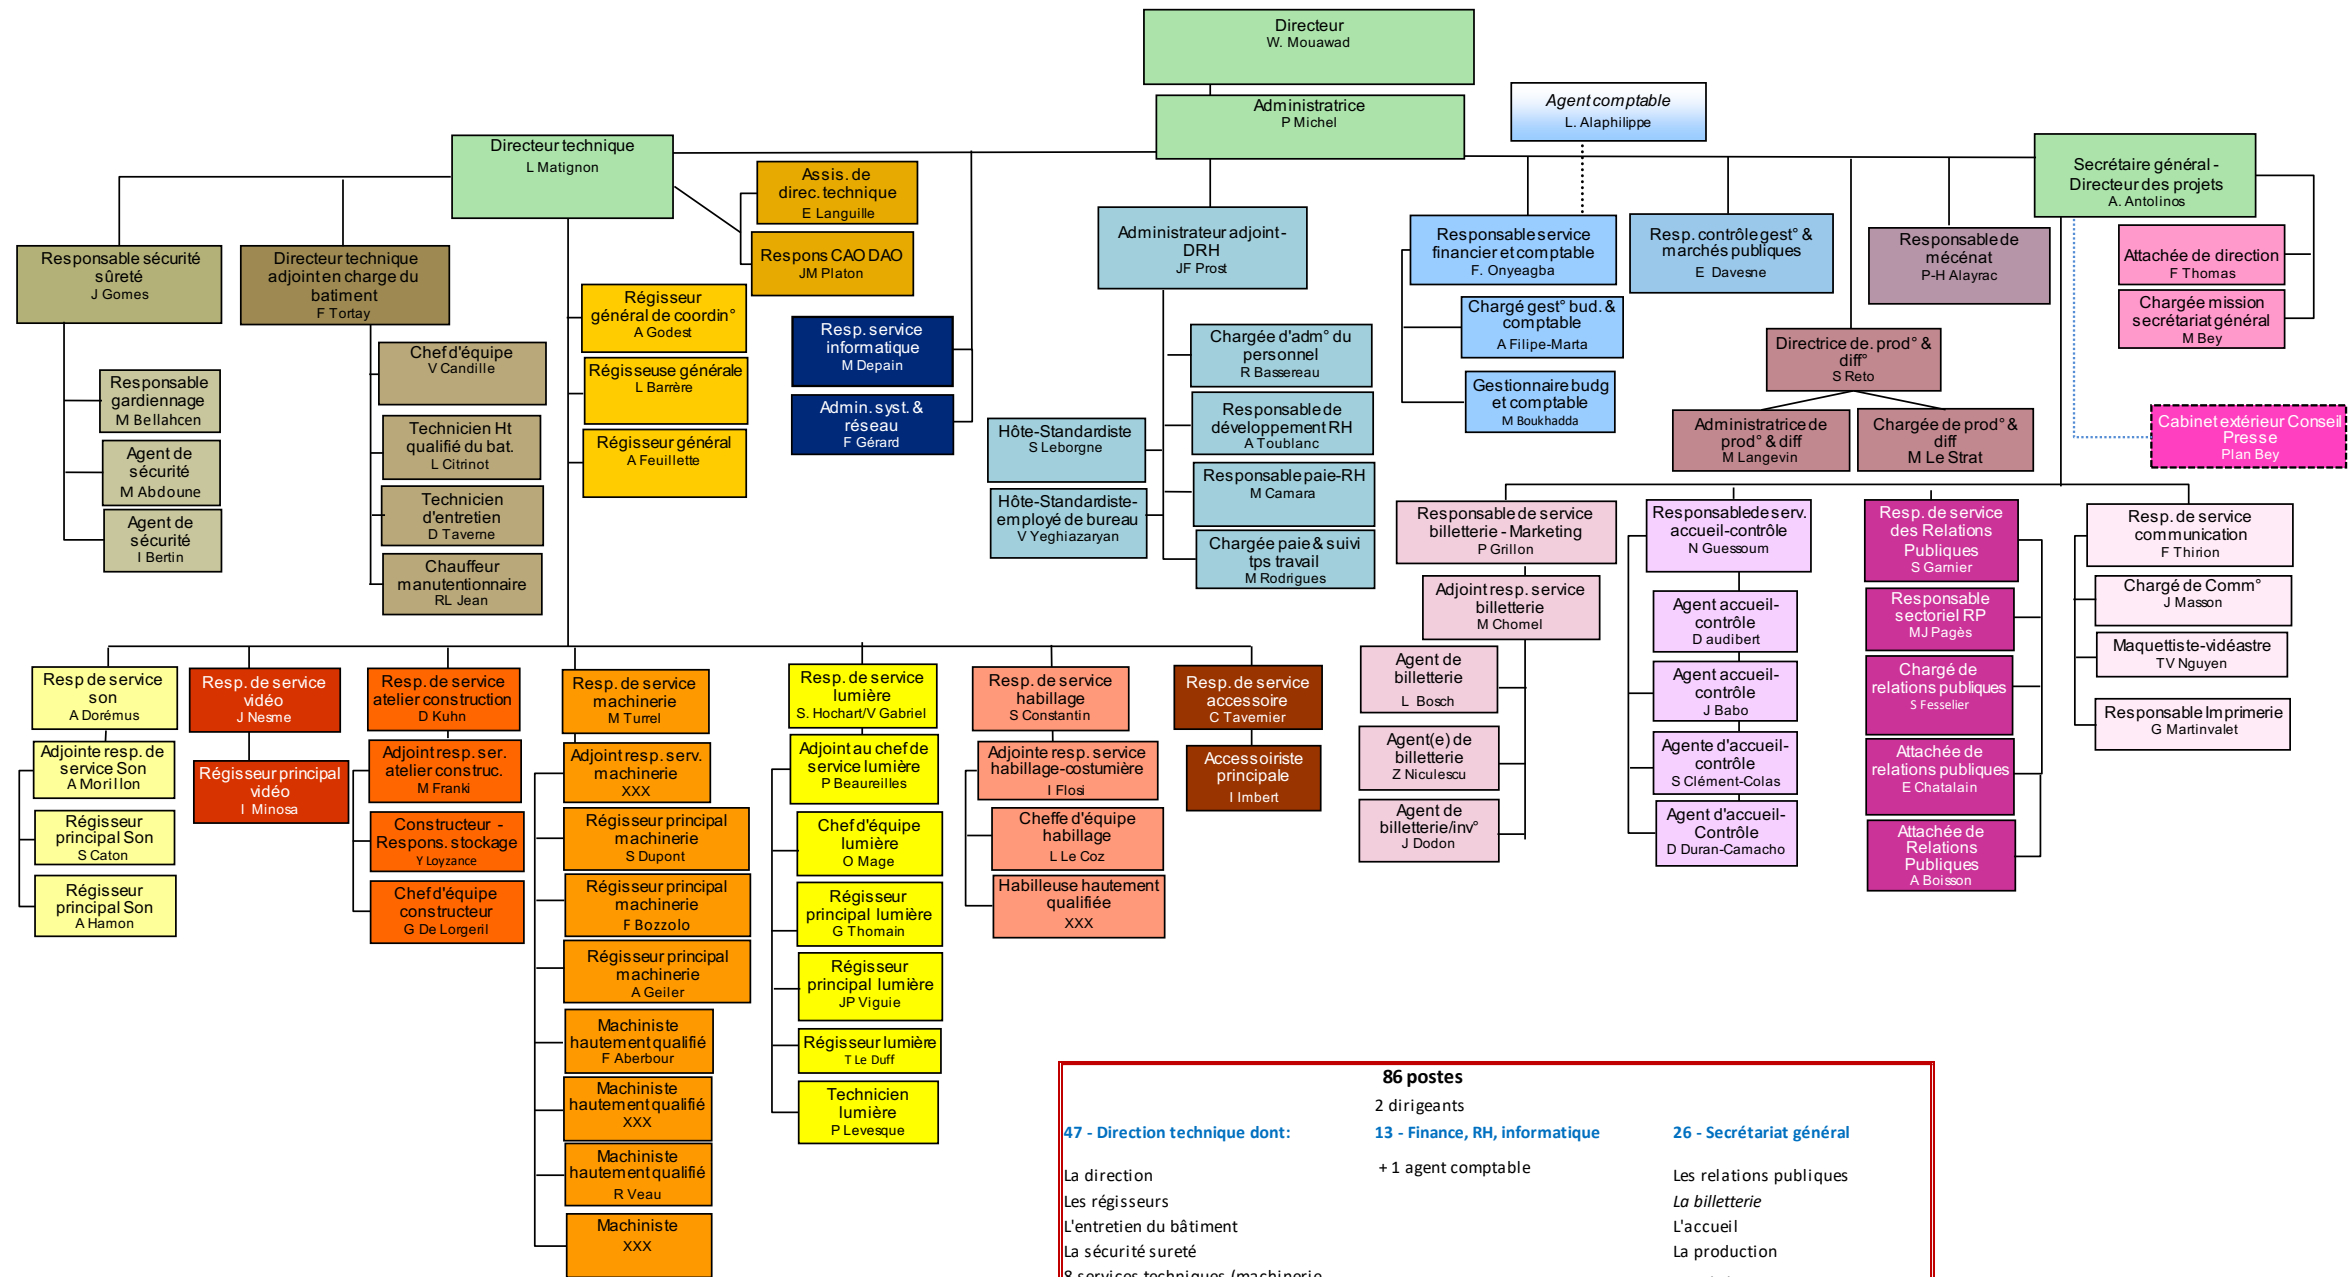 Directeur
W. Mouawad
Administratrice
P Michel
Agent comptable
L. Alaphilippe
Directeur technique
L Matignon
Secrétaire général -
Directeur des projets
A. Antolinos
Assis. de
direc. technique
E Languille
Respons CAO DAO
JM Platon
Responsable sécurité
sûreté
J Gomes
Directeur technique
adjoint en charge du
batiment
F Tortay
Administrateur adjoint -
DRH
JF Prost
Responsable service
financier et comptable
F. Onyeagba
Resp. contrôle gest° &
marchés publiques
E Davesne
Responsable de
mécénat
P-H Alayrac
Attachée de direction
F Thomas
Chargée mission
secrétariat général
M Bey
Régisseur
général de coordin°
A Godest
Régisseuse générale
L Barrère
Régisseur général
A Feuillette
Resp. service
informatique
M Depain
Admin. syst. &
réseau
F Gérard
Responsable
gardiennage
M Bellahcen
Agent de
sécurité
M Abdoune
Agent de
sécurité
I Bertin
Chef d'équipe
V Candille
Technicien Ht
qualifié du bat.
L Citrinot
Technicien
d'entretien
D Taverne
Chauffeur
manutentionnaire
RL Jean
Hôte-Standardiste
S Leborgne
Hôte-Standardiste-
employé de bureau
V Yeghiazaryan
Chargée d'adm° du
personnel
R Bassereau
Responsable de
développement RH
A Toublanc
Responsable paie-RH
M Camara
Chargée paie & suivi
tps travail
M Rodrigues
Chargé gest° bud. &
comptable
A Filipe-Marta
Gestionnaire budg
et comptable
M Boukhadda
Directrice de. prod° &
diff°
S Reto
Administratrice de
prod° & diff
M Langevin
Chargée de prod° &
diff
M Le Strat
Cabinet extérieur Conseil
Presse
Plan Bey
Responsable de service
billetterie - Marketing
P Grillon
Adjoint resp. service
billetterie
M Chomel
Agent de
billetterie
L Bosch
Agent(e) de
billetterie
Z Niculescu
Agent de
billetterie/inv°
J Dodon
Responsable de serv.
accueil-contrôle
N Guessoum
Agent accueil-
contrôle
D audibert
Agent accueil-
contrôle
J Babo
Agente d'accueil-
contrôle
S Clément-Colas
Agent d'accueil-
Contrôle
D Duran-Camacho
Resp. de service
des Relations
Publiques
S Garnier
Responsable
sectoriel RP
MJ Pagès
Chargé de
relations publiques
S Fesselier
Attachée de
relations publiques
E Chatalain
Attachée de
Relations
Publiques
A Boisson
Resp. de service
communication
F Thirion
Chargé de Comm°
J Masson
Maquettiste-vidéastre
TV Nguyen
Responsable Imprimerie
G Martinvalet
Resp de service
son
A Dorémus
Adjointe resp. de
service Son
A Morillon
Régisseur
principal Son
S Caton
Régisseur
principal Son
A Hamon
Resp. de service
vidéo
J Nesme
Régisseur principal
vidéo
I Minosa
Resp. de service
atelier construction
D Kuhn
Adjoint resp. ser.
atelier construc.
M Franki
Constructeur -
Respons. stockage
Y Loyzance
Chef d'équipe
constructeur
G De Lorgeril
Resp. de service
machinerie
M Turrel
Adjoint resp. serv.
machinerie
XXX
Régisseur principal
machinerie
S Dupont
Régisseur principal
machinerie
F Bozzolo
Régisseur principal
machinerie
A Geiler
Machiniste
hautement qualifié
F Aberbour
Machiniste
hautement qualifié
XXX
Machiniste
hautement qualifié
R Veau
Machiniste
XXX
Resp. de service
lumière
S. Hochart/V Gabriel
Adjoint au chef de
service lumière
P Beaureilles
Chef d'équipe
lumière
O Mage
Régisseur
principal lumière
G Thomain
Régisseur
principal lumière
JP Viguie
Régisseur lumière
T Le Duff
Technicien
lumière
P Levesque
Resp. de service
habillage
S Constantin
Adjointe resp. service
habillage-costumière
I Flosi
Cheffe d'équipe
habillage
L Le Coz
Habilleuse hautement
qualifiée
XXX
Resp. de service
accessoire
C Tavernier
Accessoiriste
principale
I Imbert
86 postes
2 dirigeants
47 - Direction technique dont:
13 - Finance, RH, informatique
26 - Secrétariat général
+ 1 agent comptable
La direction
Les relations publiques
Les régisseurs
La billetterie
L'entretien du bâtiment
L'accueil
La sécurité sureté
La production
8 services techniques (machinerie